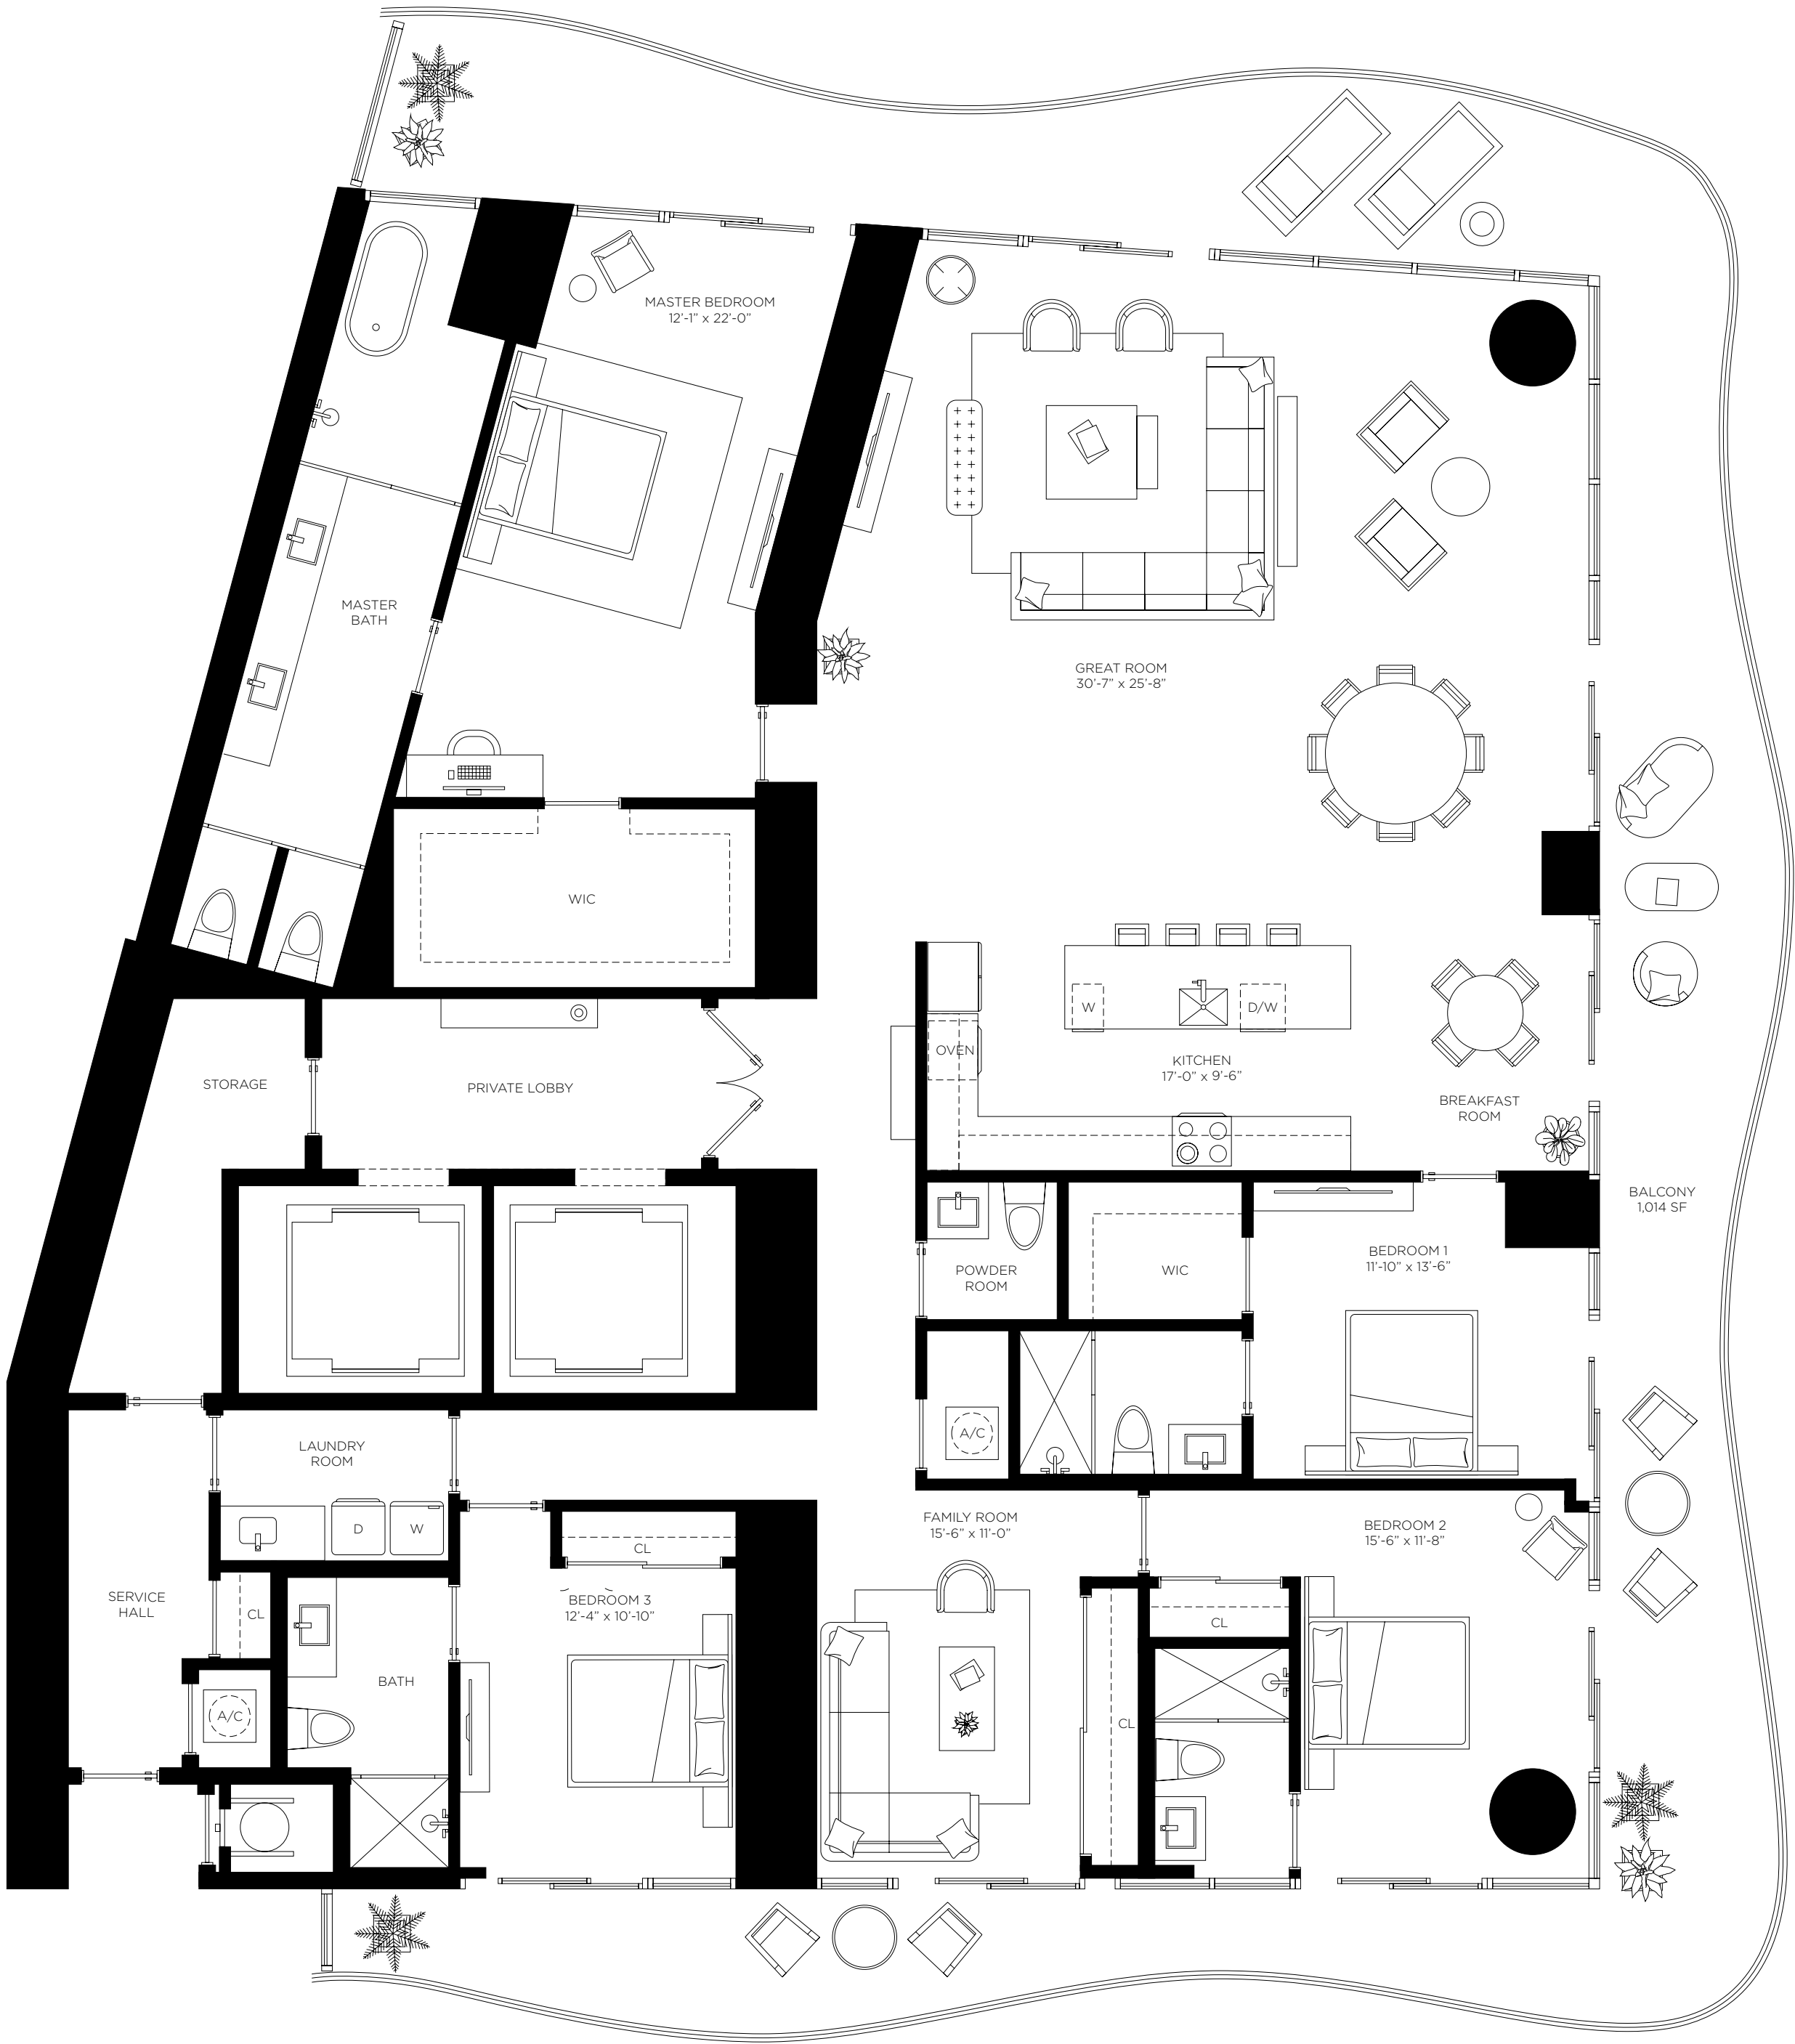 MASTER BEDROOM
12’-1” x 22’-0”
MASTER
BATH
GREAT ROOM
30’-7” x 25’-8”
WIC
W
D/W
OVEN
KITCHEN
17’-0” x 9’-6”
STORAGE
PRIVATE LOBBY
BREAKFAST
ROOM
BALCONY
1,014 SF
POWDER
ROOM
WIC
BEDROOM 1
11’-10” x 13’-6”
A/C
LAUNDRY
ROOM
D
W
FAMILY ROOM
15’-6” x 11’-0”
BEDROOM 2
15’-6” x 11’-8”
CL
SERVICE
HALL
CL
BEDROOM 3
12’-4” x 10’-10”
CL
BATH
A/C
CL